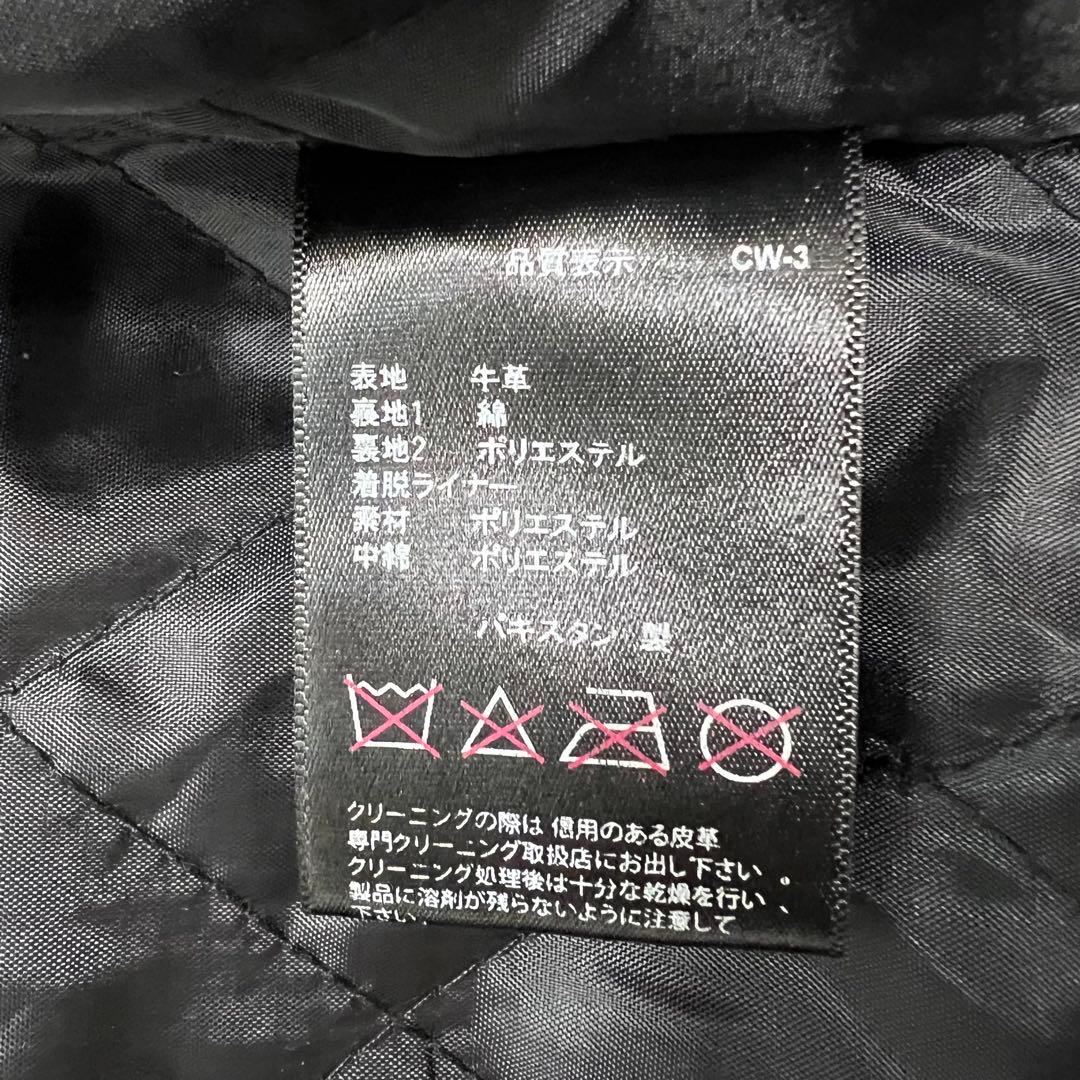 品質表示 CW-3
表地 牛革
裏地1 綿
裏地2 ポリエステル
着脱ライナー
素材 ポリエステル
中綿 ポリエステル
パキスタン 製
クリーニングの際は 信用のある皮革
専門クリーニング取扱店にお出し下さい 。
クリーニング処理後は十分な乾燥を行い 、
製品に溶剤が残らないように注意して
下さい。